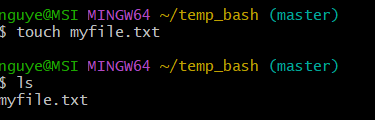 nguye@MSI MINGW64 ~/temp_bash (master)
$ touch myfile.txt
nguye@MSI MINGW64 ~/temp_bash (master)
$ ls
myfile.txt